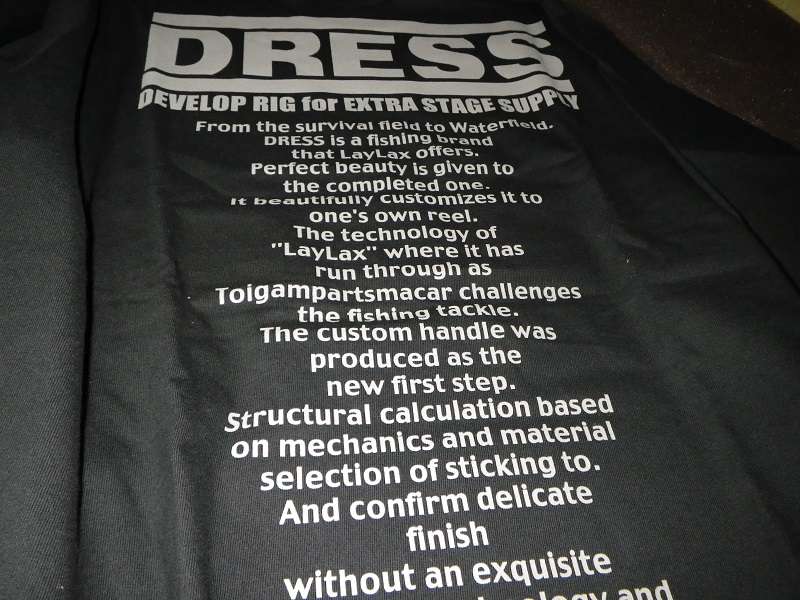 DRESS
DEVELOP RIG for EXTRA STAGE SUPPLY
From the survival field to Waterfield.
DRESS is a fishing brand
that LayLax offers.
Perfect beauty is given to
the completed one.
It beautifully customizes it to
one's own reel.
The technology of
"LayLax" where it has
run through as
Toigampartsmacar challenges
the fishing tackle.
The custom handle was
produced as the
new first step.
Structural calculation based
on mechanics and material
selection of sticking to.
And confirm delicate
finish
without an exquisite
and